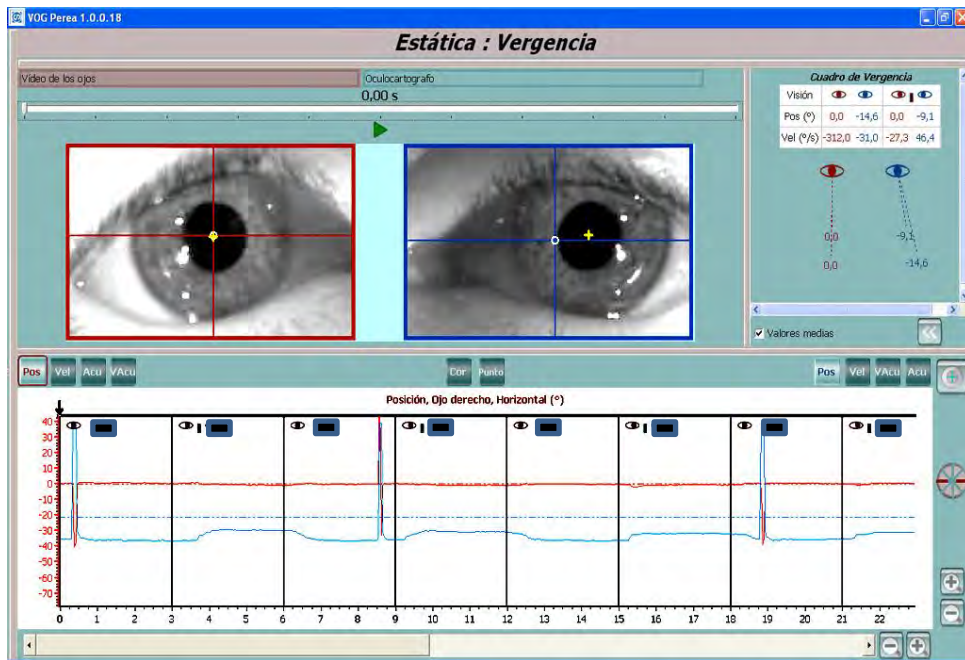 VOG Perea 1.0.0.18
Estática : Vergencia
Vídeo de los ojos
Oculocartografo
0,00 s
Cuadro de Vergencia
Visión
Pos (º) 0,0 -14,6 0,0 -9,1
Vel (º/s) -312,0 -31,0 -27,3 46,4
0,0 -9,1
0,0 -14,6
Valores medias
Pos Vel Acu VAcu Cor Punto Pos Vel VAcu Acu
Posición, Ojo derecho, Horizontal (º)
40
30
20
10
0
-10
-20
-30
-40
-50
-60
-70
0 1 2 3 4 5 6 7 8 9 10 11 12 13 14 15 16 17 18 19 20 21 22